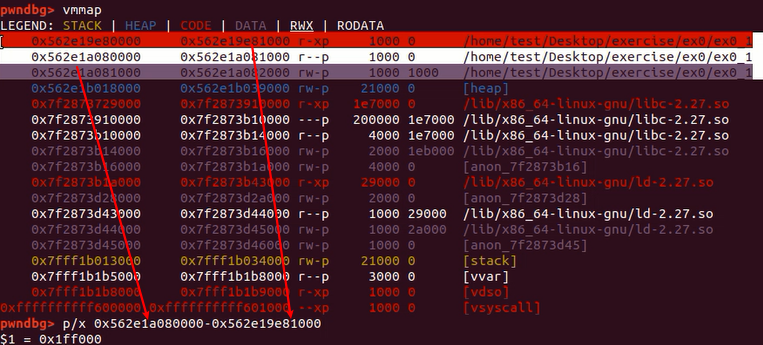 pwndbg> vmmap
LEGEND: STACK | HEAP | CODE | DATA | RWX | RODATA
0x562e19e80000 0x562e19e81000 r-xp 1000 0 /home/test/Desktop/exercise/ex0/ex0_1
0x562e1a080000 0x562e1a081000 r--p 1000 0 /home/test/Desktop/exercise/ex0/ex0_1
0x562e1a081000 0x562e1a082000 rw-p 1000 1000 /home/test/Desktop/exercise/ex0/ex0_1
0x562e1b018000 0x562e1b039000 rw-p 21000 0 [heap]
0x7f2873729000 0x7f2873910000 r-xp 1e7000 0 /lib/x86_64-linux-gnu/libc-2.27.so
0x7f2873910000 0x7f2873b10000 ---p 200000 1e7000 /lib/x86_64-linux-gnu/libc-2.27.so
0x7f2873b10000 0x7f2873b14000 r--p 4000 1e7000 /lib/x86_64-linux-gnu/libc-2.27.so
0x7f2873b14000 0x7f2873b16000 rw-p 2000 1eb000 /lib/x86_64-linux-gnu/libc-2.27.so
0x7f2873b16000 0x7f2873b1a000 rw-p 4000 0 [anon_7f2873b16]
0x7f2873b1a000 0x7f2873b43000 r-xp 29000 0 /lib/x86_64-linux-gnu/ld-2.27.so
0x7f2873d28000 0x7f2873d2a000 rw-p 2000 0 [anon_7f2873d28]
0x7f2873d43000 0x7f2873d44000 r--p 1000 29000 /lib/x86_64-linux-gnu/ld-2.27.so
0x7f2873d44000 0x7f2873d45000 rw-p 1000 2a000 /lib/x86_64-linux-gnu/ld-2.27.so
0x7f2873d45000 0x7f2873d46000 rw-p 1000 0 [anon_7f2873d45]
0x7fff1b013000 0x7fff1b034000 rw-p 21000 0 [stack]
0x7fff1b1b5000 0x7fff1b1b8000 r--p 3000 0 [vvar]
0x7fff1b1b8000 0x7fff1b1b9000 r-xp 1000 0 [vdso]
0xffffffffff600000 0xffffffffff601000 --xp 1000 0 [vsyscall]
pwndbg> p/x 0x562e1a080000-0x562e19e81000
$1 = 0x1ff000